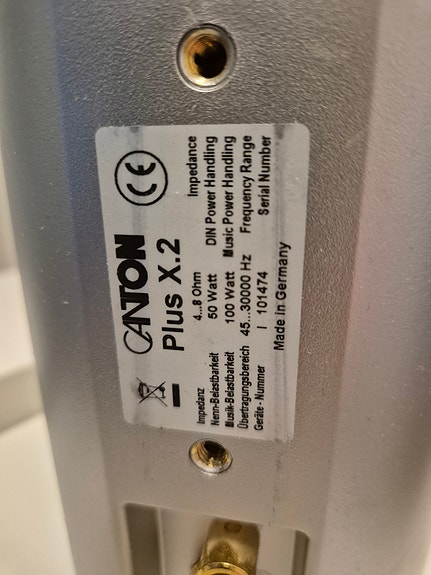 CANTON
Plus X.2
CE
Impedanz 4...8 Ohm Impedance
Nenn-Belastbarkeit 50 Watt DIN Power Handling
Musik-Belastbarkeit 100 Watt Music Power Handling
Übertragungsbereich 45...30000 Hz Frequency Range
Geräte - Nummer I 101474 Serial Number
Made in Germany